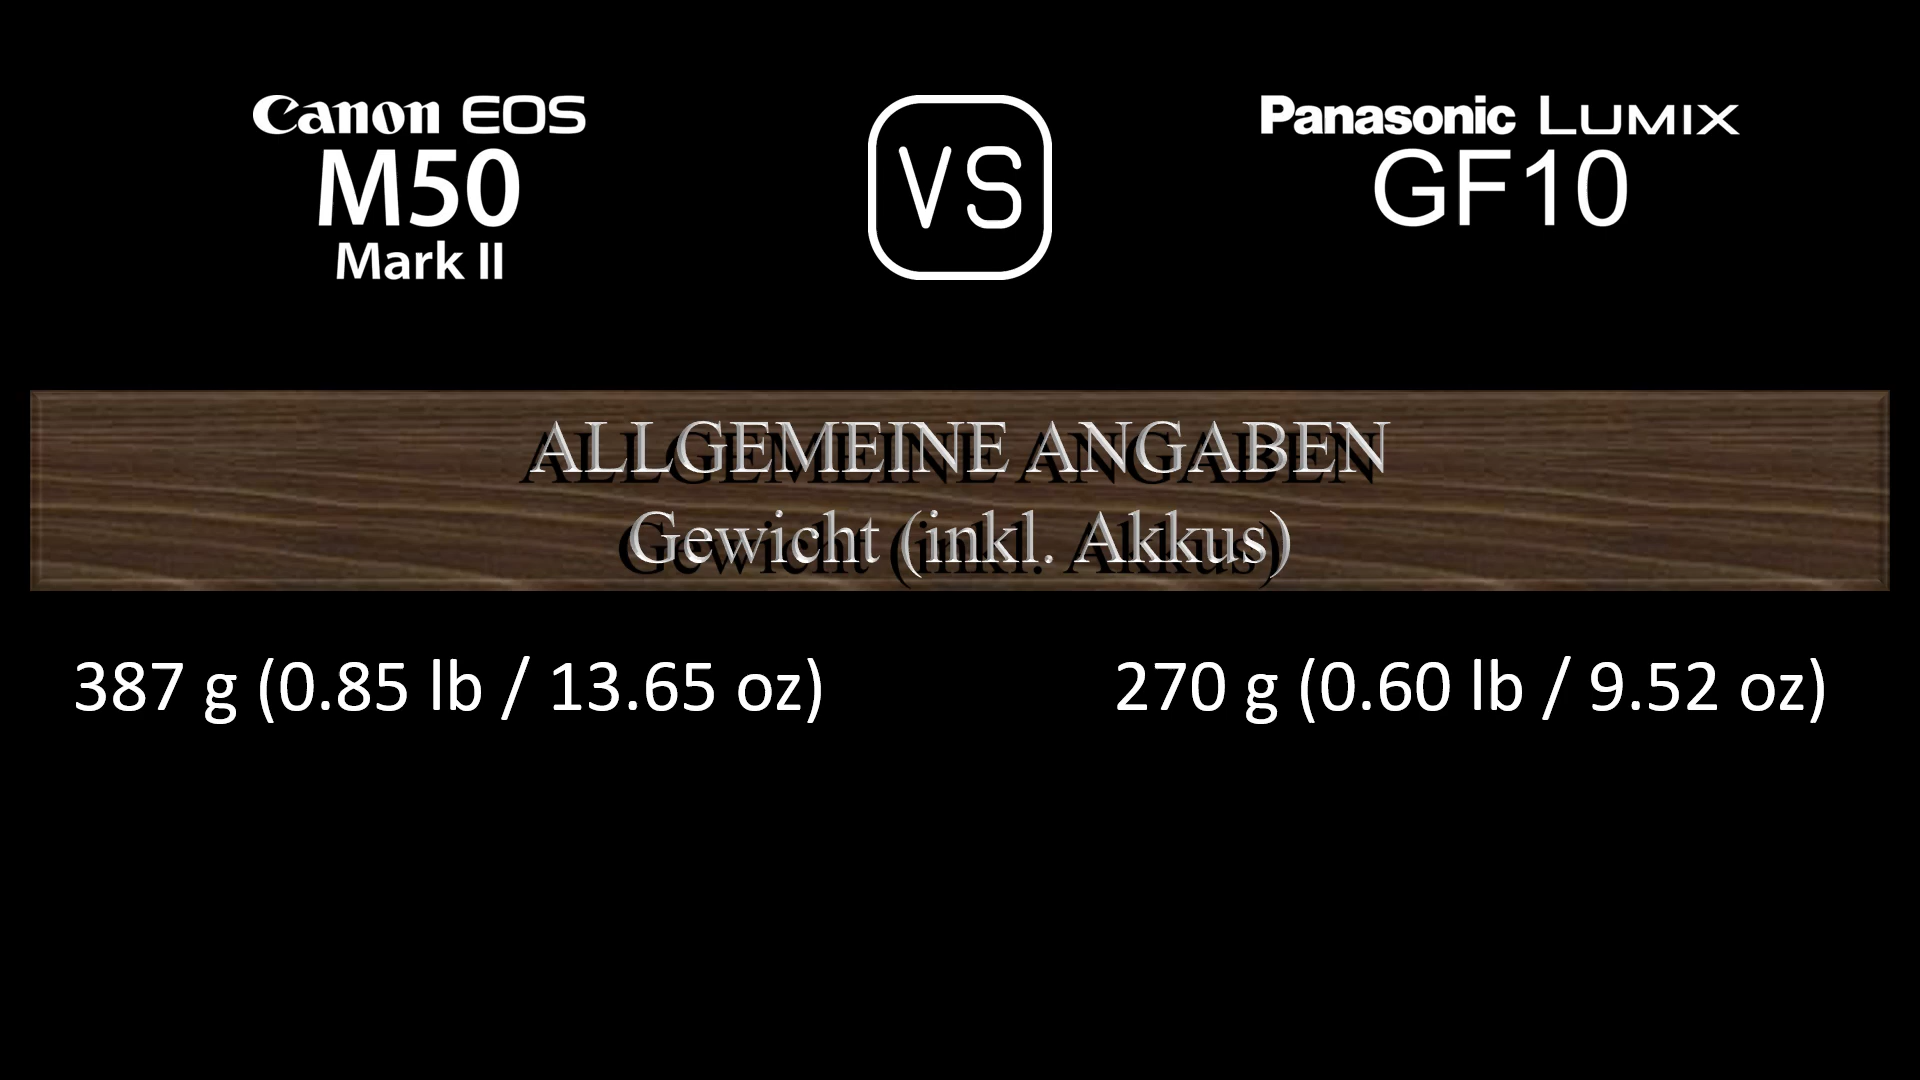 Canon EOS
M50
Mark II
VS
Panasonic LUMIX
GF10
ALLGEMEINE ANGABEN
Gewicht (inkl. Akkus)
387 g (0.85 lb / 13.65 oz)
270 g (0.60 lb / 9.52 oz)